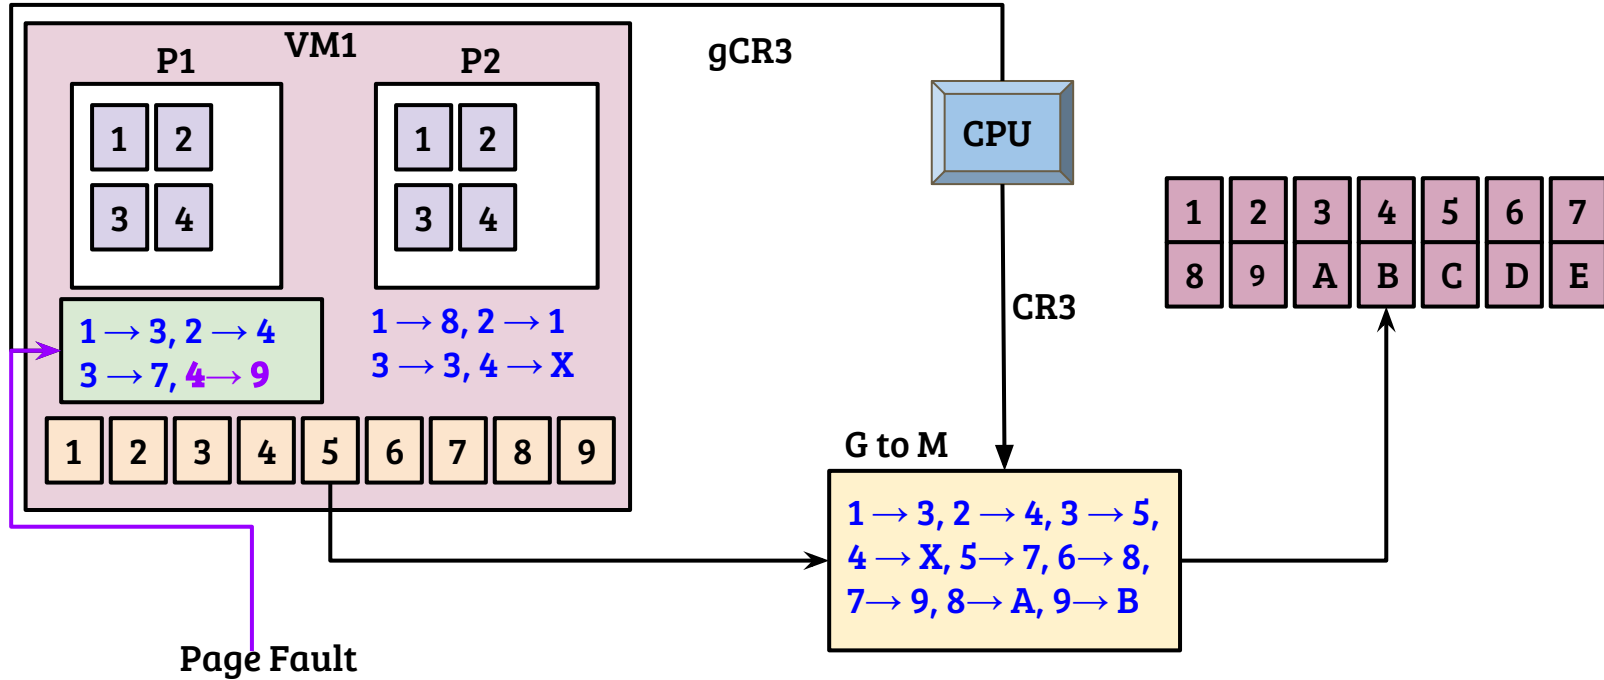 VM1
gCR3
P1 P2
1 2 1 2
3 4 3 4
CPU
1 2 3 4 5 6 7
8 9 A B C D E
1 → 3, 2 → 4
3 → 7, 4→ 9
1 → 8, 2 → 1
3 → 3, 4 → X
CR3
1 2 3 4 5 6 7 8 9
G to M
1 → 3, 2 → 4, 3 → 5,
4 → X, 5→ 7, 6→ 8,
7→ 9, 8→ A, 9→ B
Page Fault